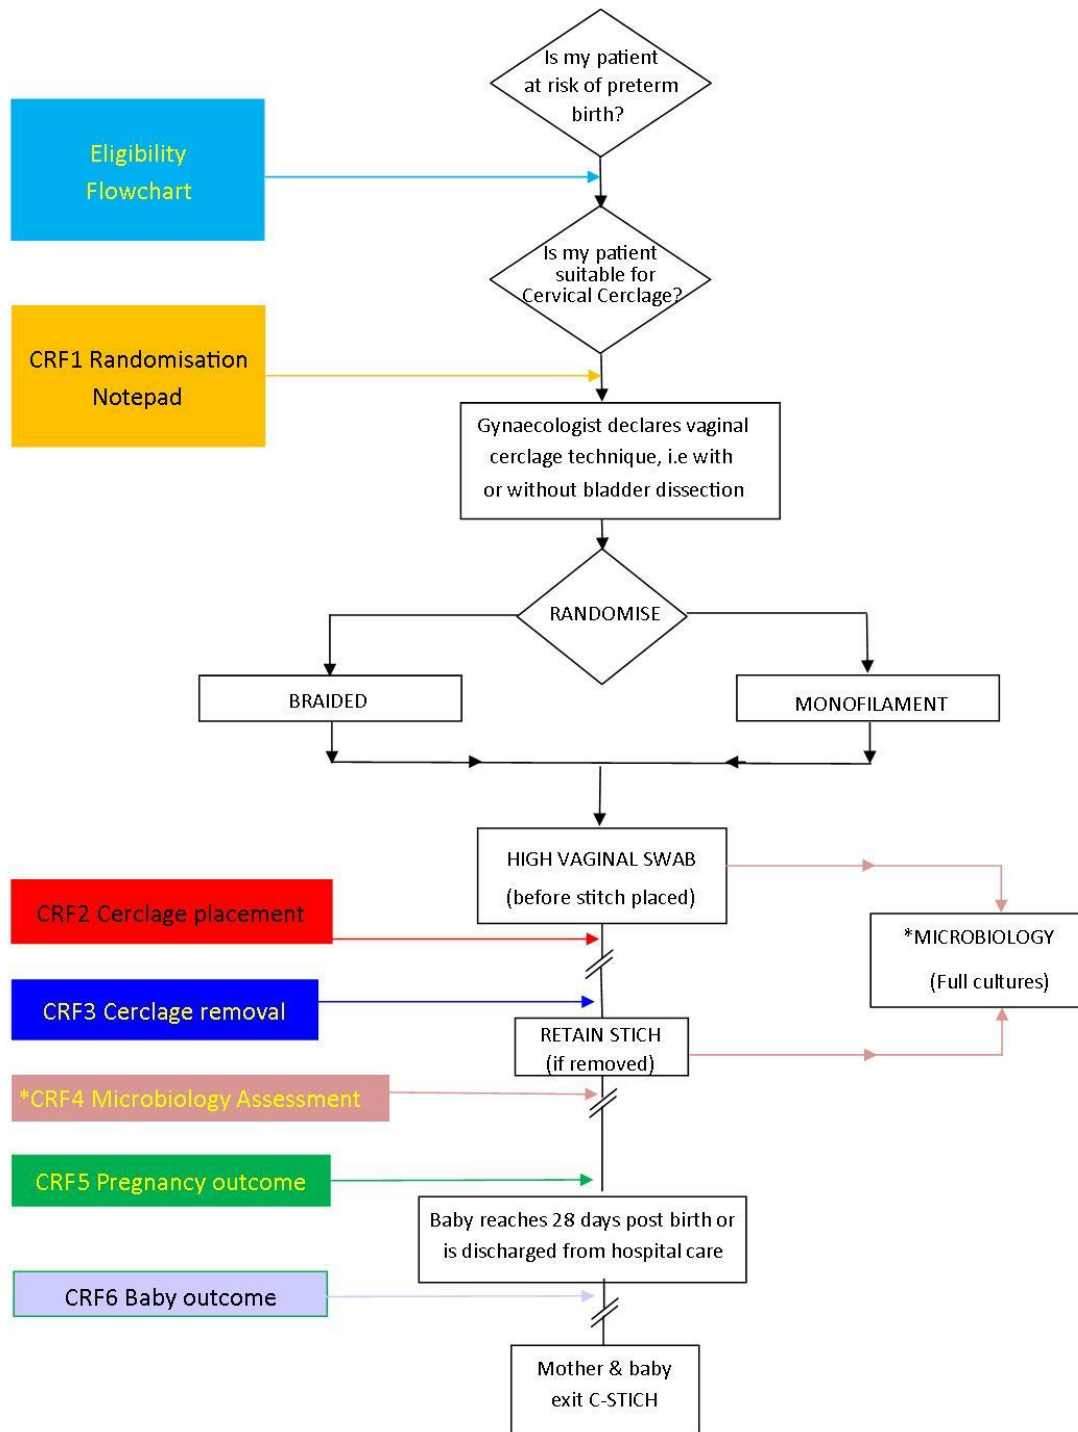 Is my patient
at risk of preterm
birth?
Eligibility
Flowchart
Is my patient
suitable for
Cervical Cerclage?
CRF1 Randomisation
Notepad
Gynaecologist declares vaginal
cerclage technique, i.e with
or without bladder dissection
RANDOMISE
BRAIDED
MONOFILAMENT
HIGH VAGINAL SWAB
(before stitch placed)
CRF2 Cerclage placement
*MICROBIOLOGY
(Full cultures)
CRF3 Cerclage removal
RETAIN STICH
(if removed)
*CRF4 Microbiology Assessment
CRF5 Pregnancy outcome
Baby reaches 28 days post birth or
is discharged from hospital care
CRF6 Baby outcome
Mother & baby
exit C-STICH